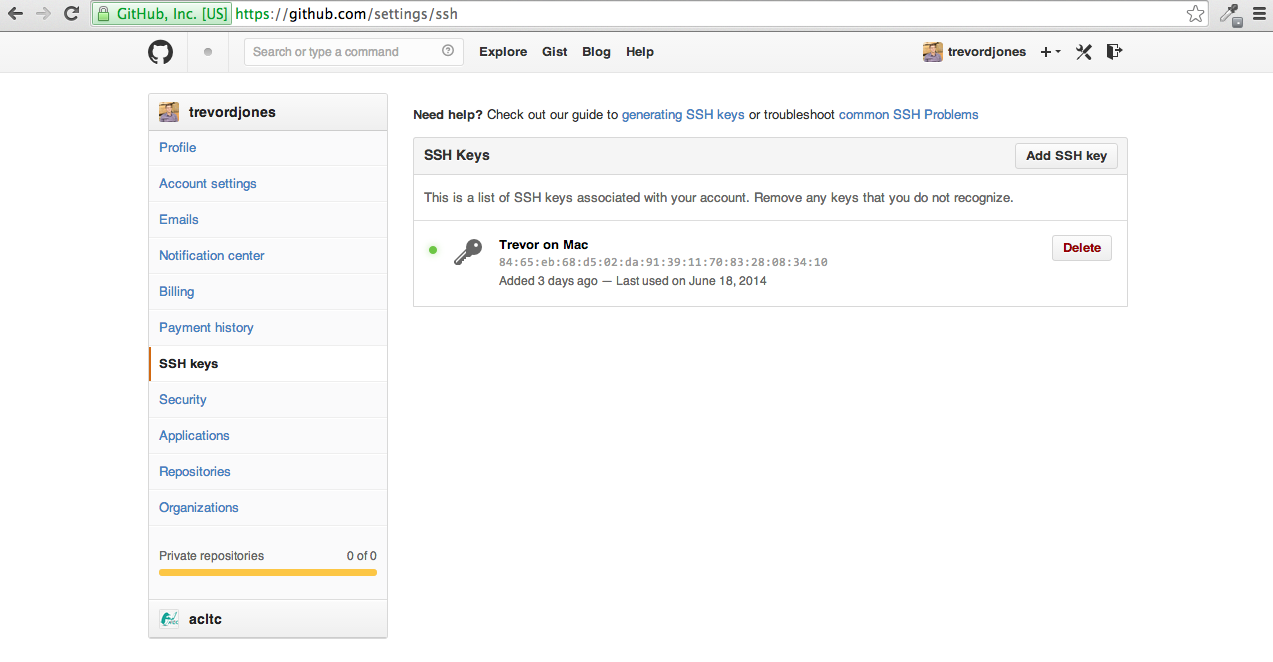 GitHub, Inc. [US] https://github.com/settings/ssh
Search or type a command Explore Gist Blog Help trevordjones
trevordjones
Profile
Account settings
Emails
Notification center
Billing
Payment history
SSH keys
Security
Applications
Repositories
Organizations
Private repositories 0 of 0
acltc
Need help? Check out our guide to generating SSH keys or troubleshoot common SSH Problems
SSH Keys Add SSH key
This is a list of SSH keys associated with your account. Remove any keys that you do not recognize.
Trevor on Mac Delete
84:65:eb:68:d5:02:da:91:39:11:70:83:28:08:34:10
Added 3 days ago — Last used on June 18, 2014